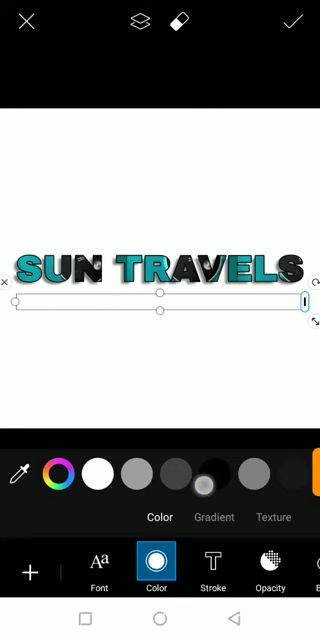 SUN TRAVELS
Color
Gradient
Texture
Font
Color
Stroke
Opacity